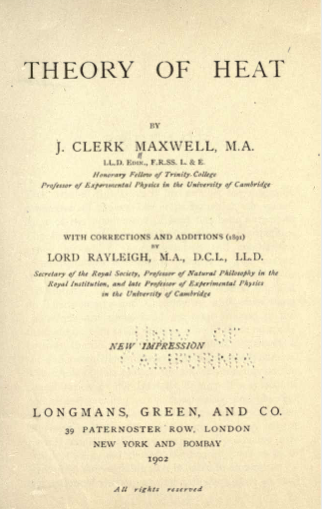 THEORY OF HEAT
BY
J. CLERK MAXWELL, M.A.
LL.D. EDIN., F.R.SS. L. & E.
Honorary Fellow of Trinity College
Professor of Experimental Physics in the University of Cambridge
WITH CORRECTIONS AND ADDITIONS (1891)
BY
LORD RAYLEIGH, M.A., D.C.L., LL.D.
Secretary of the Royal Society, Professor of Natural Philosophy in the
Royal Institution, and late Professor of Experimental Physics
in the University of Cambridge
UNIV. OF
NEW IMPRESSION
CALIFORNIA
LONGMANS, GREEN, AND CO.
39 PATERNOSTER ROW, LONDON
NEW YORK AND BOMBAY
1902
All rights reserved